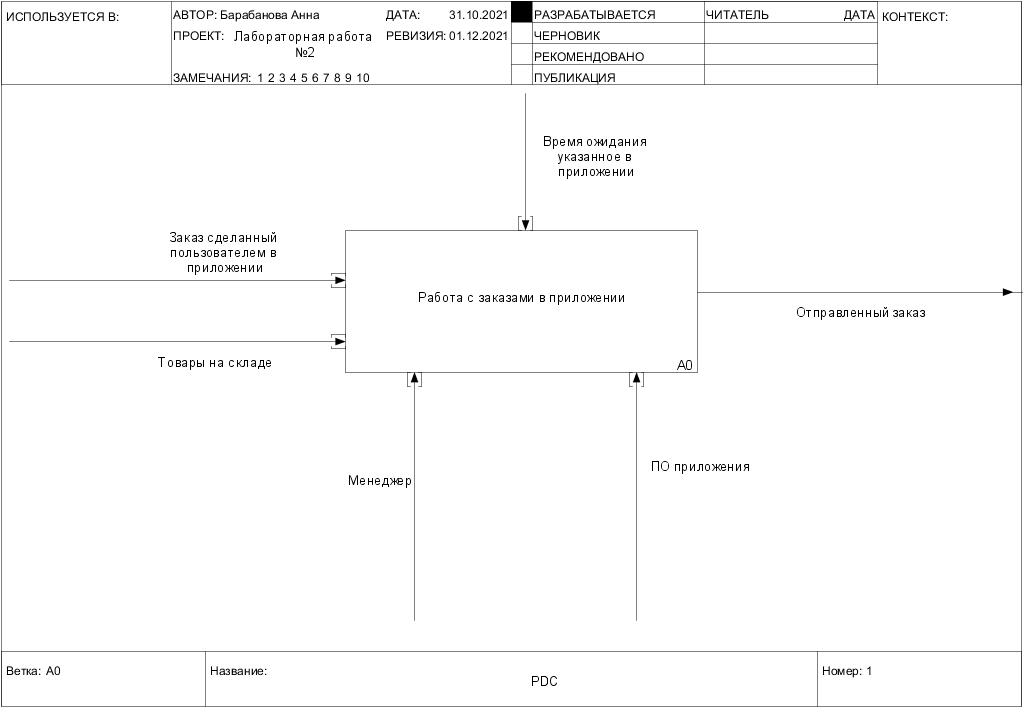 ИСПОЛЬЗУЕТСЯ В:
АВТОР: Барабанова Анна
ДАТА: 31.10.2021
ПРОЕКТ: Лабораторная работа
№2
РЕВИЗИЯ: 01.12.2021
ЗАМЕЧАНИЯ: 1 2 3 4 5 6 7 8 9 10
РАЗРАБАТЫВАЕТСЯ
ЧЕРНОВИК
РЕКОМЕНДОВАНО
ПУБЛИКАЦИЯ
ЧИТАТЕЛЬ ДАТА
КОНТЕКСТ:
Время ожидания
указанное в
приложении
Заказ сделанный
пользователем в
приложении
Работа с заказами в приложении
Отправленный заказ
Товары на складе
A0
ПО приложения
Менеджер
Ветка: A0
Название:
PDC
Номер: 1